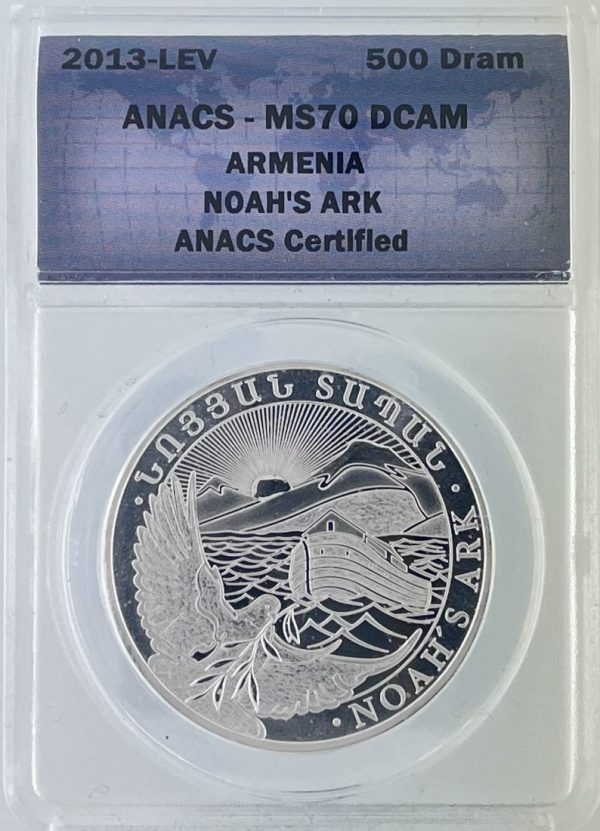 2013-LEV 500 Dram
ANACS - MS70 DCAM
ARMENIA
NOAH'S ARK
ANACS Certified
· ՆՈՅՅԱՆ ՏԱՊԱՆ ·
· NOAH'S ARK